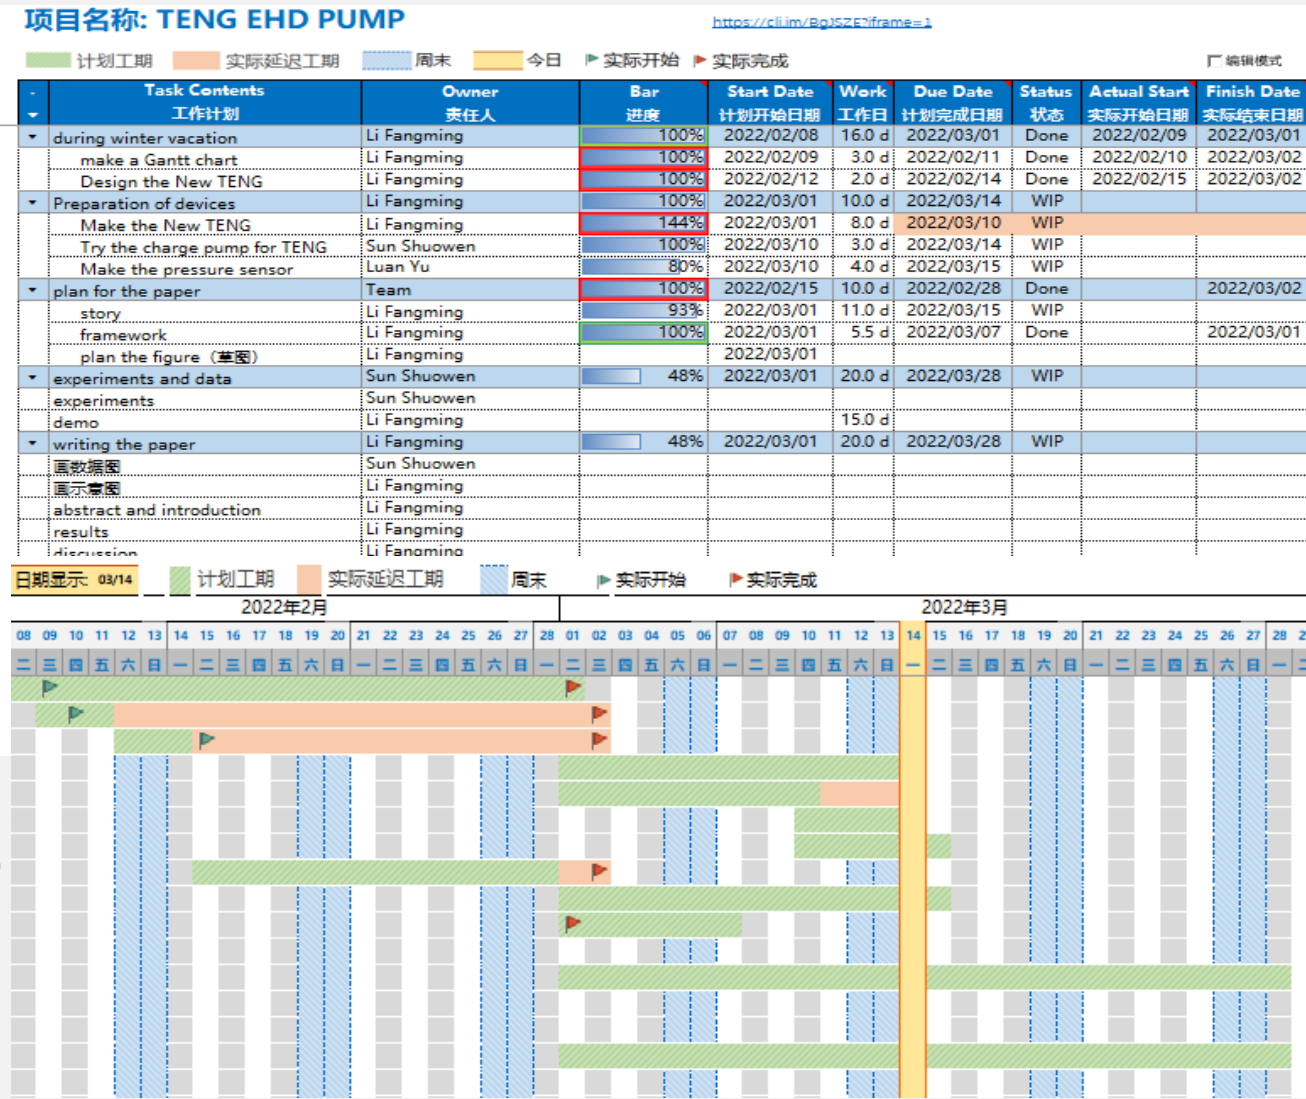 项目名称: TENG EHD PUMP
https://cli.im/BgJSZE?iframe=1
计划工期 实际延迟工期 周末 今日 实际开始 实际完成 编辑模式
- Task Contents Owner Bar Start Date Work Due Date Status Actual Start Finish Date
工作计划 责任人 进度 计划开始日期 工作日 计划完成日期 状态 实际开始日期 实际结束日期
during winter vacation Li Fangming 100% 2022/02/08 16.0 d 2022/03/01 Done 2022/02/09 2022/03/01
make a Gantt chart Li Fangming 100% 2022/02/09 3.0 d 2022/02/11 Done 2022/02/10 2022/03/02
Design the New TENG Li Fangming 100% 2022/02/12 2.0 d 2022/02/14 Done 2022/02/15 2022/03/02
Preparation of devices Li Fangming 100% 2022/03/01 10.0 d 2022/03/14 WIP
Make the New TENG Li Fangming 144% 2022/03/01 8.0 d 2022/03/10 WIP
Try the charge pump for TENG Sun Shuowen 100% 2022/03/10 3.0 d 2022/03/14 WIP
Make the pressure sensor Luan Yu 80% 2022/03/10 4.0 d 2022/03/15 WIP
plan for the paper Team 100% 2022/02/15 10.0 d 2022/02/28 Done 2022/03/02
story Li Fangming 93% 2022/03/01 11.0 d 2022/03/15 WIP
framework Li Fangming 100% 2022/03/01 5.5 d 2022/03/07 Done 2022/03/01
plan the figure（草图） Li Fangming 2022/03/01
experiments and data Sun Shuowen 48% 2022/03/01 20.0 d 2022/03/28 WIP
experiments Sun Shuowen
demo Li Fangming 15.0 d
writing the paper Li Fangming 48% 2022/03/01 20.0 d 2022/03/28 WIP
画数据图 Sun Shuowen
画示意图 Li Fangming
abstract and introduction Li Fangming
results Li Fangming
discussion Li Fangming
日期显示: 03/14 计划工期 实际延迟工期 周末 实际开始 实际完成
2022年2月 2022年3月
08 09 10 11 12 13 14 15 16 17 18 19 20 21 22 23 24 25 26 27 28 01 02 03 04 05 06 07 08 09 10 11 12 13 14 15 16 17 18 19 20 21 22 23 24 25 26 27 28
二 三 四 五 六 日 一 二 三 四 五 六 日 一 二 三 四 五 六 日 一 二 三 四 五 六 日 一 二 三 四 五 六 日 一 二 三 四 五 六 日 一 二 三 四 五 六 日 一